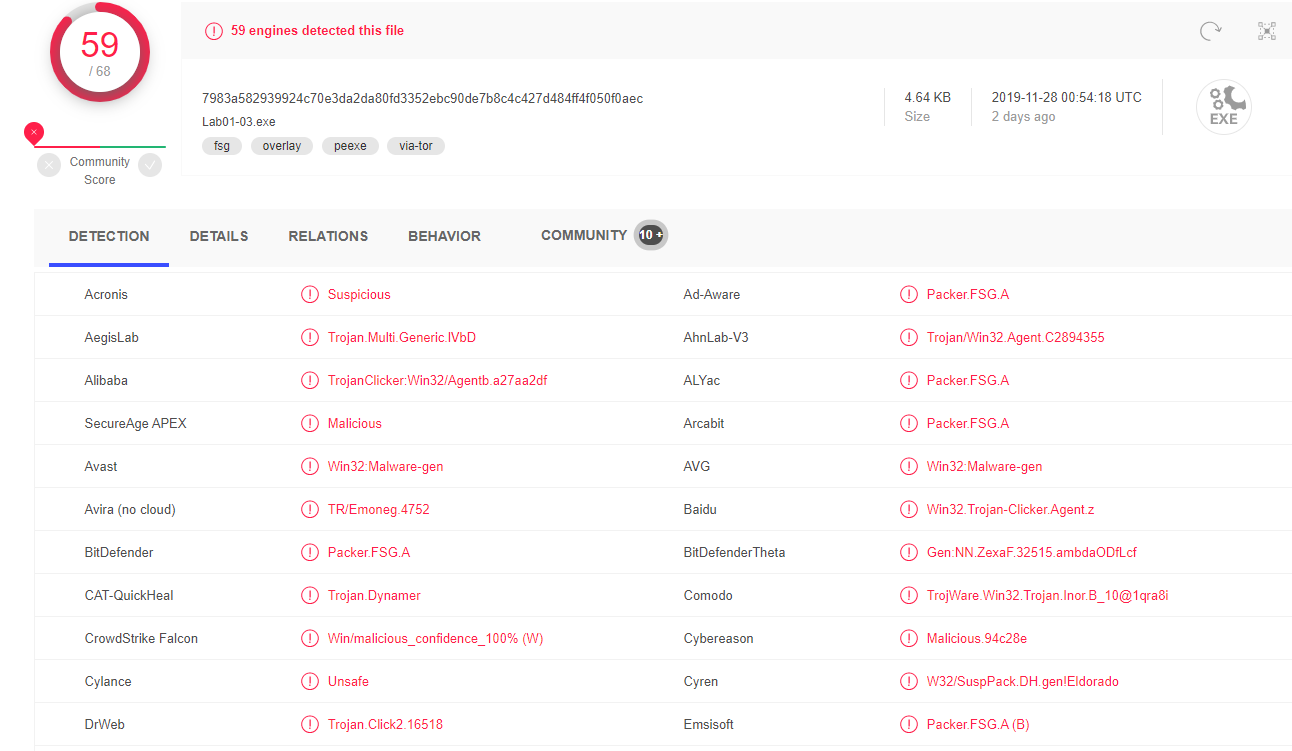 59
/ 68
59 engines detected this file
7983a582939924c70e3da2da80fd3352ebc90de7b8c4c427d484ff4f050f0aec
Lab01-03.exe
fsg overlay peexe via-tor
4.64 KB
Size
2019-11-28 00:54:18 UTC
2 days ago
EXE
Community
Score
DETECTION DETAILS RELATIONS BEHAVIOR COMMUNITY 10 +
Acronis Suspicious Ad-Aware Packer.FSG.A
AegisLab Trojan.Multi.Generic.lVbD AhnLab-V3 Trojan/Win32.Agent.C2894355
Alibaba TrojanClicker:Win32/Agentb.a27aa2df ALYac Packer.FSG.A
SecureAge APEX Malicious Arcabit Packer.FSG.A
Avast Win32:Malware-gen AVG Win32:Malware-gen
Avira (no cloud) TR/Emoneg.4752 Baidu Win32.Trojan-Clicker.Agent.z
BitDefender Packer.FSG.A BitDefenderTheta Gen:NN.ZexaF.32515.ambdaODfLcf
CAT-QuickHeal Trojan.Dynamer Comodo TrojWare.Win32.Trojan.Inor.B_10@1qra8i
CrowdStrike Falcon Win/malicious_confidence_100% (W) Cybereason Malicious.94c28e
Cylance Unsafe Cyren W32/SuspPack.DH.gen!Eldorado
DrWeb Trojan.Click2.16518 Emsisoft Packer.FSG.A (B)